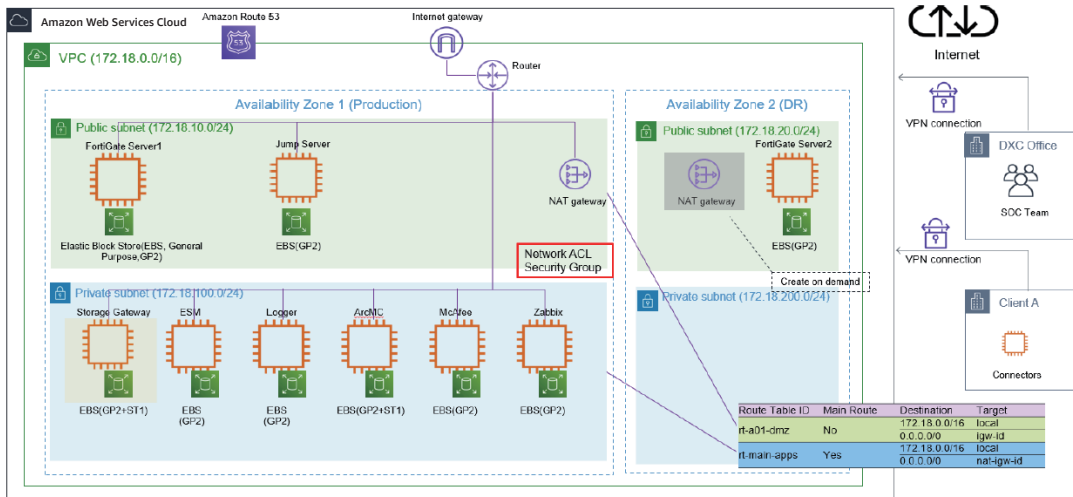 Amazon Web Services Cloud
Amazon Route 53
53
Internet gateway
Internet
VPC (172.18.0.0/16)
Router
Availability Zone 1 (Production)
Availability Zone 2 (DR)
Public subnet (172.18.10.0/24)
FortiGate Server1
Jump Server
NAT gateway
Elastic Block Store(EBS, General
Purpose,GP2)
EBS(GP2)
Network ACL
Security Group
Public subnet (172.18.20.0/24)
FortiGate Server2
NAT gateway
EBS(GP2)
Create on demand
VPN connection
DXC Office
SOC Team
VPN connection
Client A
Connectors
Private subnet (172.18.100.0/24)
Storage Gateway
ESM
Logger
ArcMC
McAfee
Zabbix
EBS(GP2+ST1)
EBS
(GP2)
EBS
(GP2)
EBS(GP2+ST1)
EBS(GP2)
EBS(GP2)
Private subnet (172.18.200.0/24)
Route Table ID Main Route Destination Target
rt-a01-dmz No 172.18.0.0/16 local
0.0.0.0/0 igw-id
rt-main-apps Yes 172.18.0.0/16 local
0.0.0.0/0 nat-igw-id